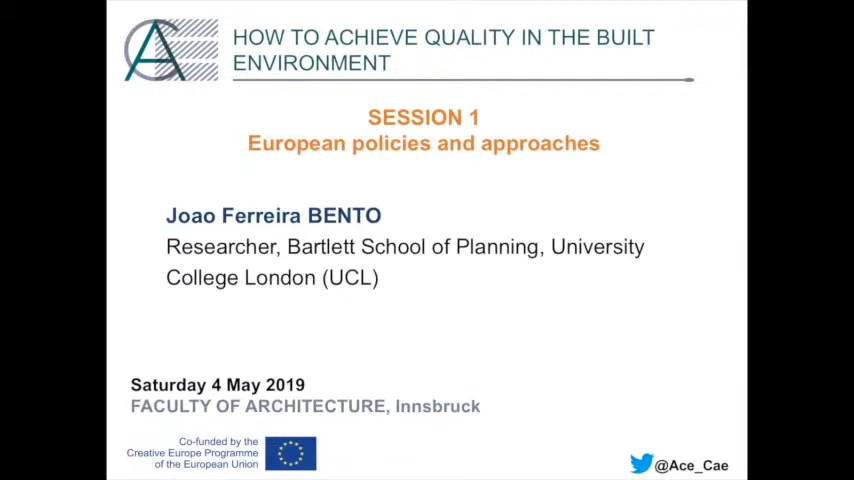 ACE
HOW TO ACHIEVE QUALITY IN THE BUILT
ENVIRONMENT
SESSION 1
European policies and approaches
Joao Ferreira BENTO
Researcher, Bartlett School of Planning, University
College London (UCL)
Saturday 4 May 2019
FACULTY OF ARCHITECTURE, Innsbruck
Co-funded by the
Creative Europe Programme
of the European Union
@Ace_Cae